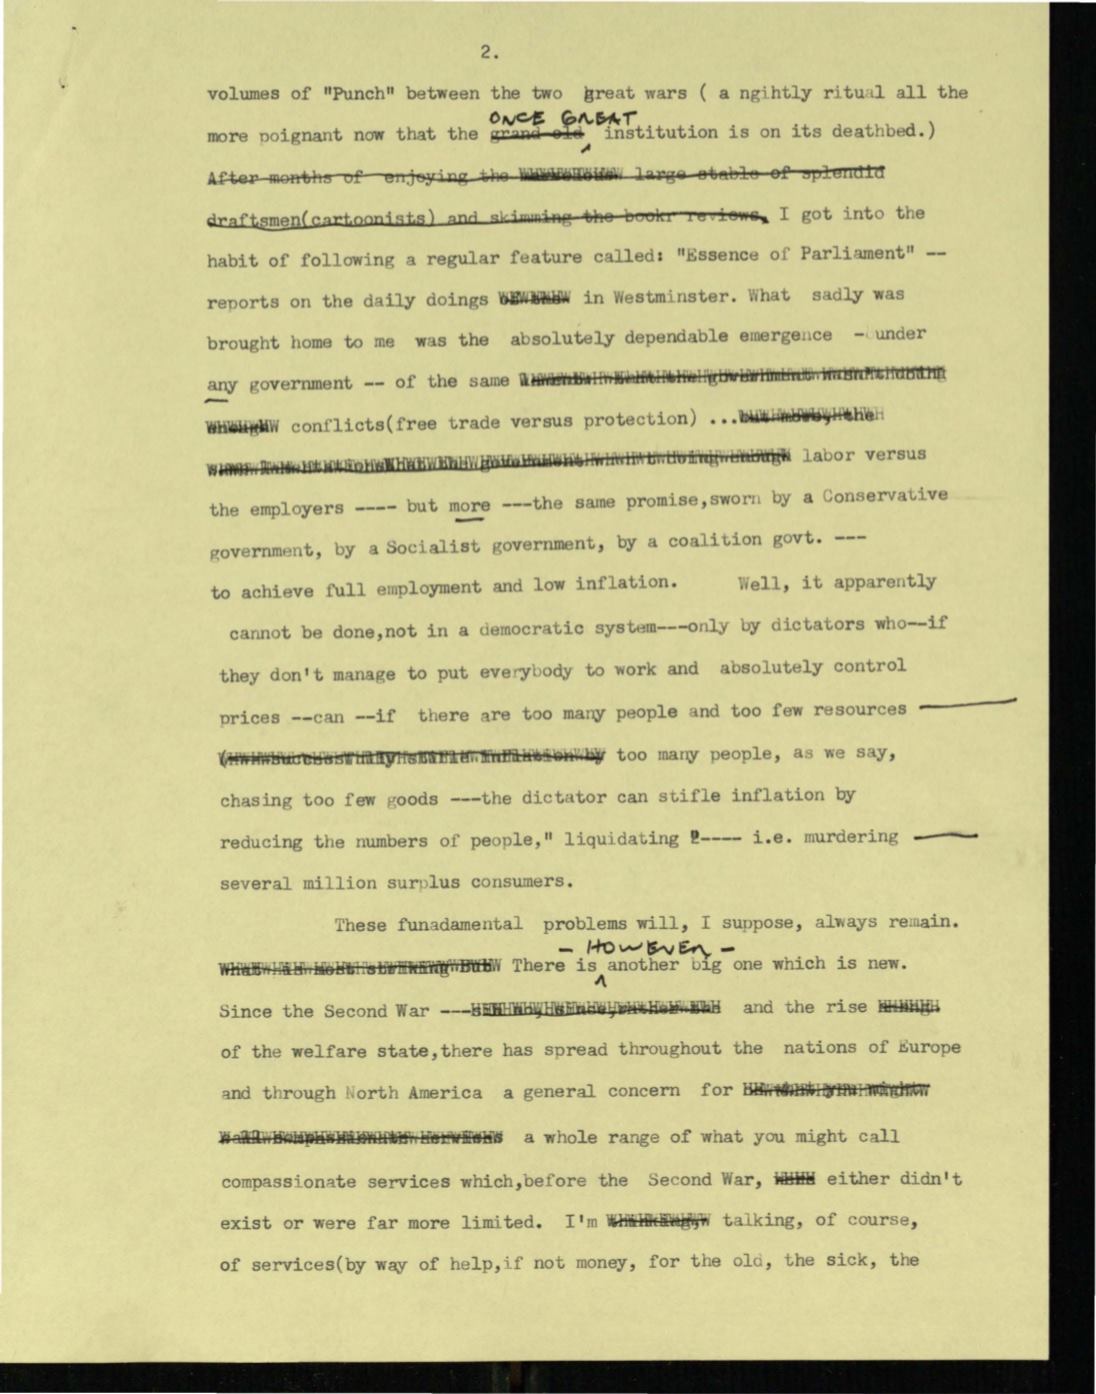 2.
volumes of "Punch" between the two great wars ( a ngihtly ritual all the
ONCE GREAT
more poignant now that the grand old institution is on its deathbed.)
After months of enjoying the large stable of splendid
draftsmen(cartoonists) and skimming the bookr reviews, I got into the
habit of following a regular feature called: "Essence of Parliament" --
reports on the daily doings in Westminster. What sadly was
brought home to me was the absolutely dependable emergence - under
any government -- of the same
conflicts(free trade versus protection) ...
labor versus
the employers ---- but more ---the same promise,sworn by a Conservative
government, by a Socialist government, by a coalition govt. ---
to achieve full employment and low inflation. Well, it apparently
cannot be done,not in a democratic system---only by dictators who--if
they don't manage to put everybody to work and absolutely control
prices --can --if there are too many people and too few resources
too many people, as we say,
chasing too few goods ---the dictator can stifle inflation by
reducing the numbers of people," liquidating ---- i.e. murdering
several million surplus consumers.
These funadamental problems will, I suppose, always remain.
- HOWEVER -
There is another big one which is new.
Since the Second War --- and the rise
of the welfare state,there has spread throughout the nations of Europe
and through North America a general concern for
a whole range of what you might call
compassionate services which,before the Second War, either didn't
exist or were far more limited. I'm talking, of course,
of services(by way of help,if not money, for the old, the sick, the